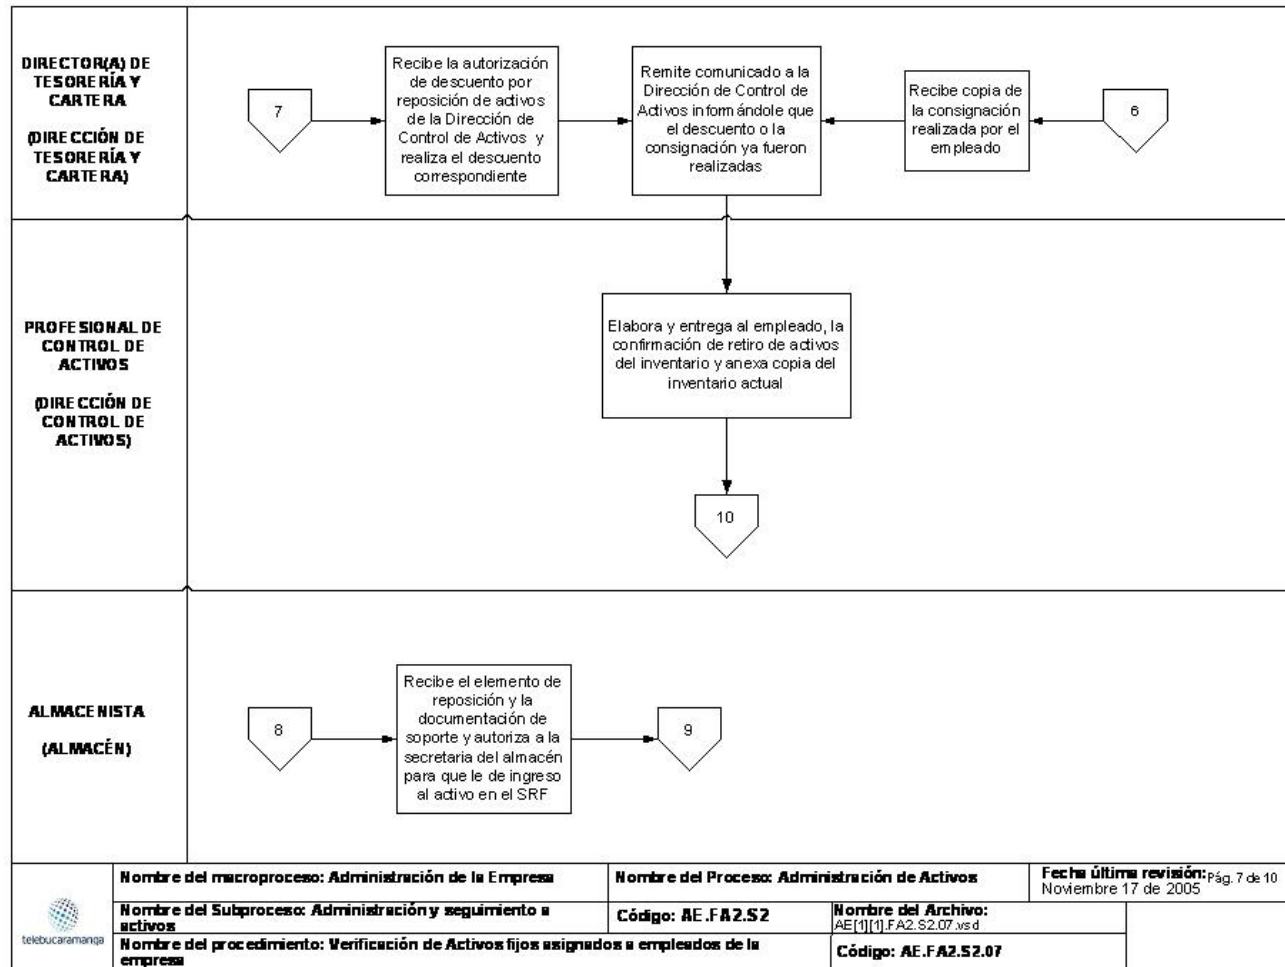 DIRECTOR(A) DE
TESORERÍA Y
CARTERA
(DIRECCIÓN DE
TESORERÍA Y
CARTERA)
7
Recibe la autorización
de descuento por
reposición de activos
de la Dirección de
Control de Activos y
realiza el descuento
correspondiente
Remite comunicado a la
Dirección de Control de
Activos informándole que
el descuento o la
consignación ya fueron
realizadas
Recibe copia de
la consignación
realizada por el
empleado
6
PROFESIONAL DE
CONTROL DE
ACTIVOS
(DIRECCIÓN DE
CONTROL DE
ACTIVOS)
Elabora y entrega al empleado, la
confirmación de retiro de activos
del inventario y anexa copia del
inventario actual
10
ALMACENISTA
(ALMACÉN)
8
Recibe el elemento de
reposición y la
documentación de
soporte y autoriza a la
secretaria del almacén
para que le de ingreso
al activo en el SRF
9
telebucaramanga
Nombre del macroproceso: Administración de la Empresa
Nombre del Proceso: Administración de Activos
Fecha última revisión: Pág. 7 de 10
Noviembre 17 de 2005
Nombre del Subproceso: Administración y seguimiento a
activos
Código: AE.FA2.S2
Nombre del Archivo:
AE[1][1].FA2.S2.07.vsd
Nombre del procedimiento: Verificación de Activos fijos asignados a empleados de la
empresa
Código: AE.FA2.S2.07